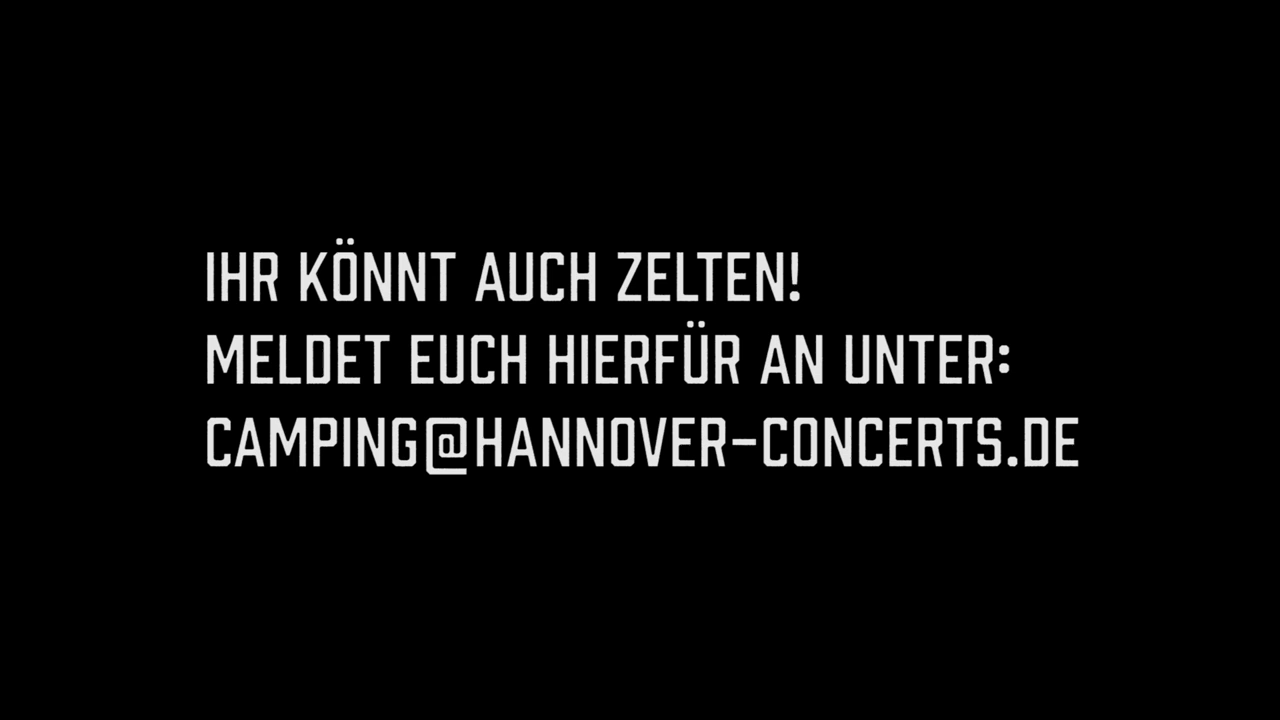 IHR KÖNNT AUCH ZELTEN!
MELDET EUCH HIERFÜR AN UNTER:
CAMPING@HANNOVER-CONCERTS.DE